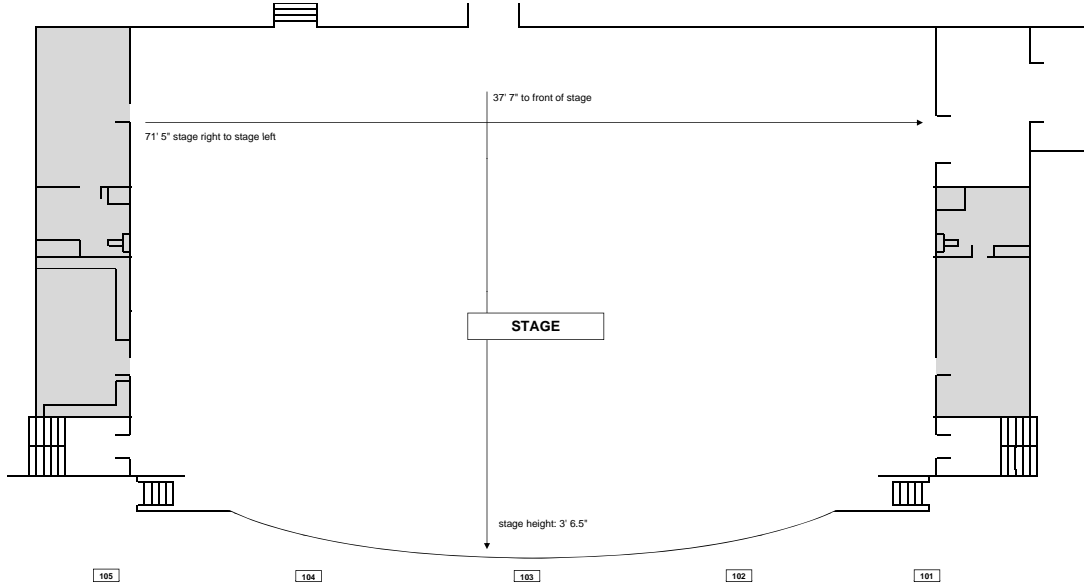 37' 7" to front of stage
71' 5" stage right to stage left
STAGE
stage height: 3' 6.5"
105 104 103 102 101